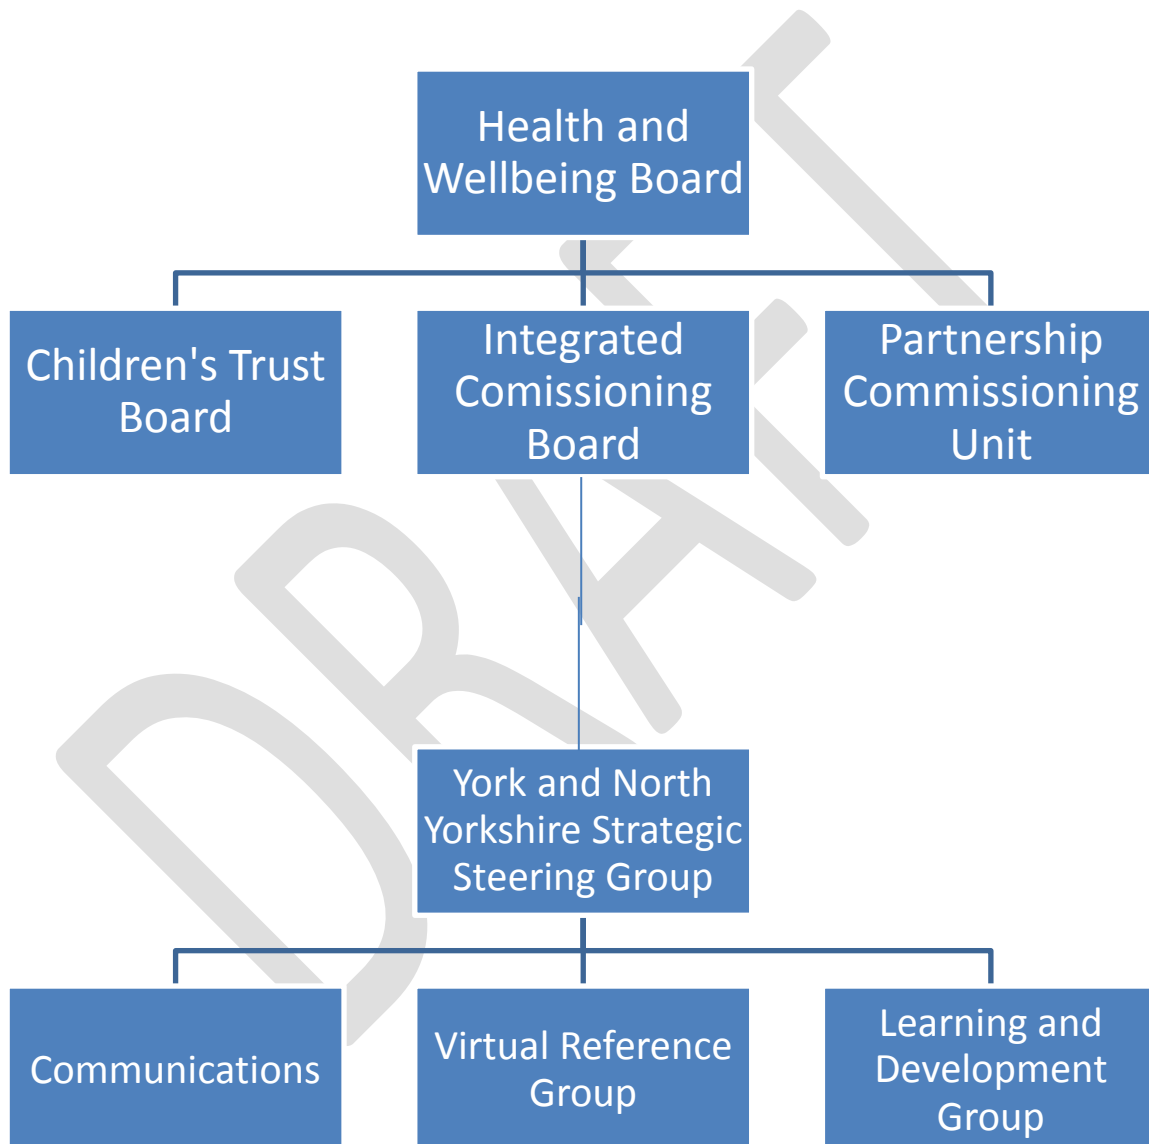 Health and
Wellbeing Board
Children's Trust
Board
Integrated
Comissioning
Board
Partnership
Commissioning
Unit
York and North
Yorkshire Strategic
Steering Group
Communications
Virtual Reference
Group
Learning and
Development
Group
DRAFT